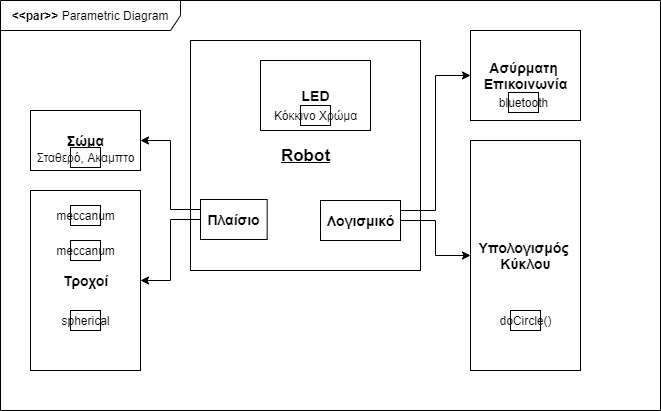 <<par>> Parametric Diagram
LED
Κόκκινο Χρώμα
Robot
Πλαίσιο
Λογισμικό
Σώμα
Σταθερό, Ακαμπτο
meccanum
meccanum
Τροχοί
spherical
Ασύρματη
Επικοινωνία
bluetooth
Υπολογισμός
Κύκλου
doCircle()